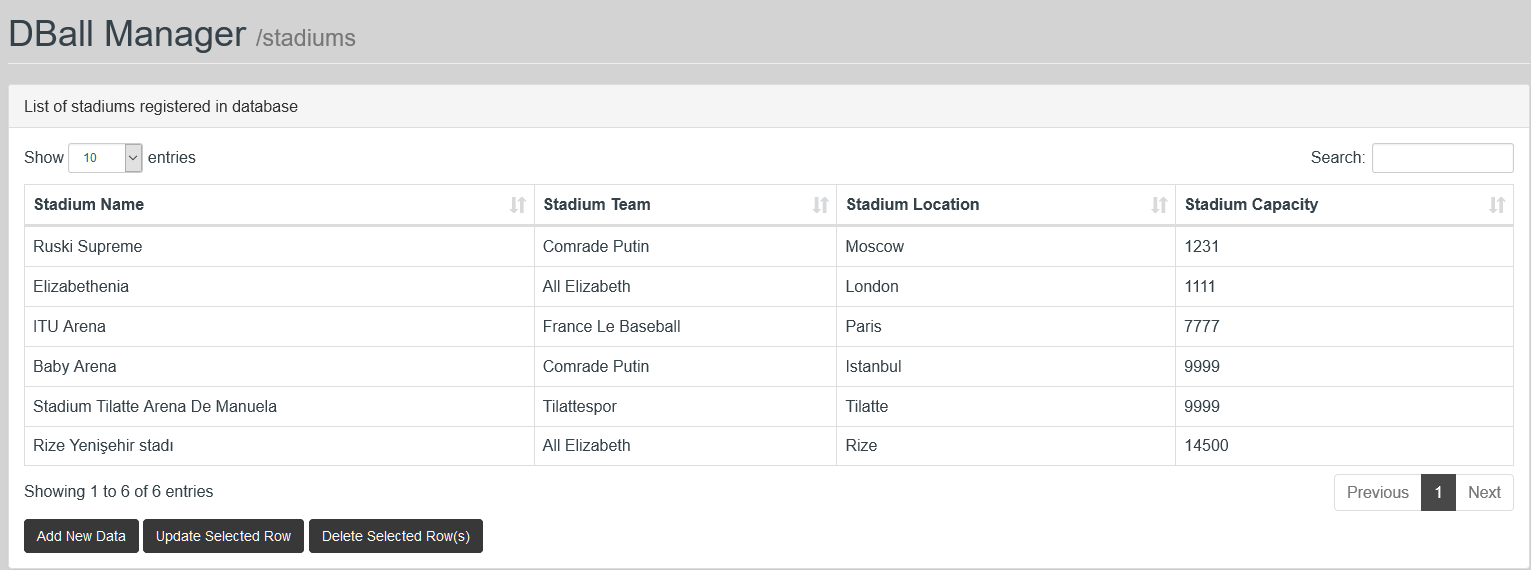 DBall Manager /stadiums
List of stadiums registered in database
Show 10 entries Search:
Stadium Name Stadium Team Stadium Location Stadium Capacity
Ruski Supreme Comrade Putin Moscow 1231
Elizabethenia All Elizabeth London 1111
ITU Arena France Le Baseball Paris 7777
Baby Arena Comrade Putin Istanbul 9999
Stadium Tilatte Arena De Manuela Tilattespor Tilatte 9999
Rize Yenişehir stadı All Elizabeth Rize 14500
Showing 1 to 6 of 6 entries Previous 1 Next
Add New Data Update Selected Row Delete Selected Row(s)